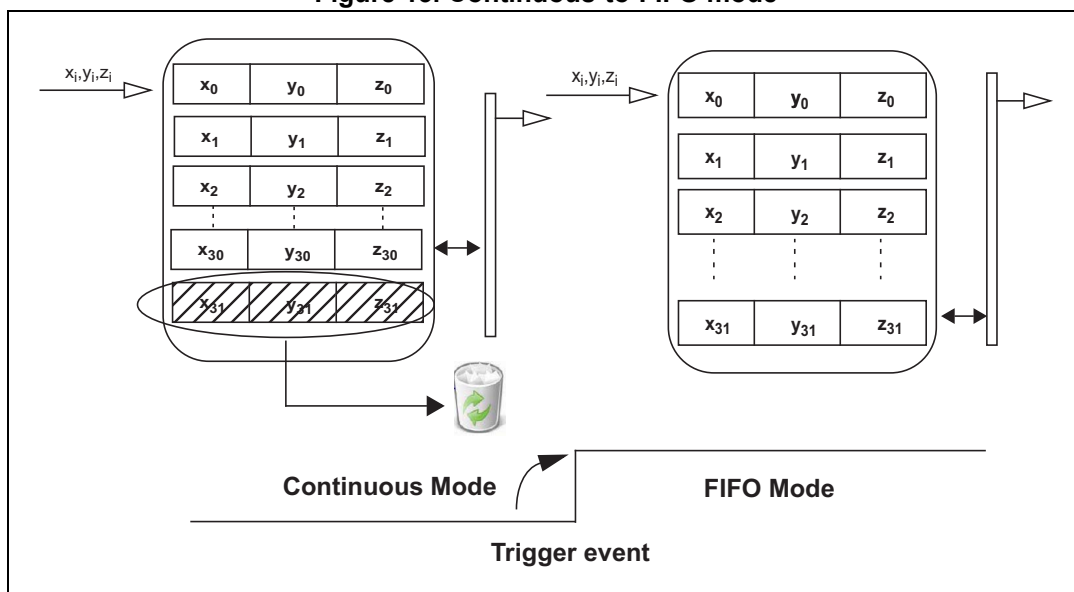 Continuous to FIFO mode
xi,yi,zi
x0 y0 z0
x1 y1 z1
x2 y2 z2
x30 y30 z30
x31 y31 z31
xi,yi,zi
x0 y0 z0
x1 y1 z1
x2 y2 z2
x31 y31 z31
Continuous Mode
FIFO Mode
Trigger event